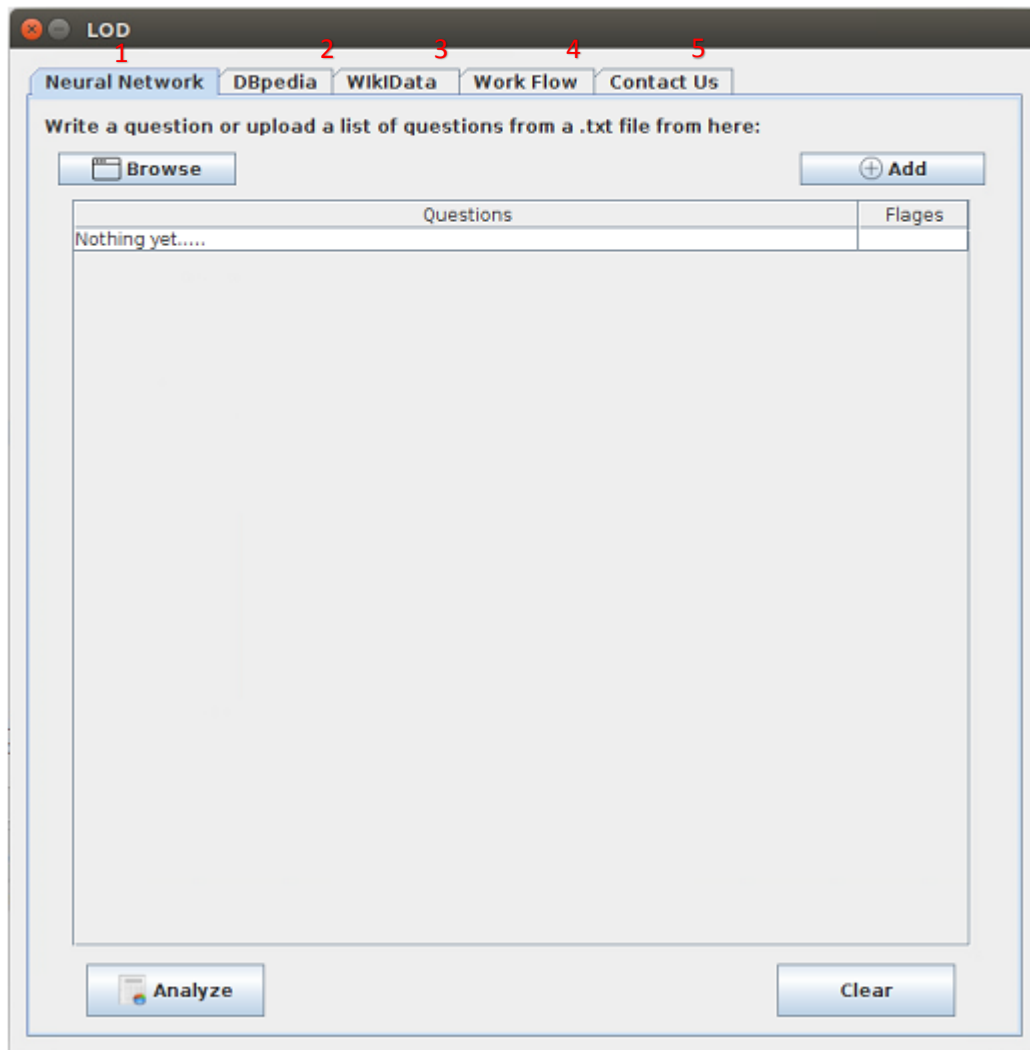 LOD
1 2 3 4 5
Neural Network DBpedia WIkIData Work Flow Contact Us
Write a question or upload a list of questions from a .txt file from here:
Browse Add
Questions Flages
Nothing yet.....
Analyze Clear